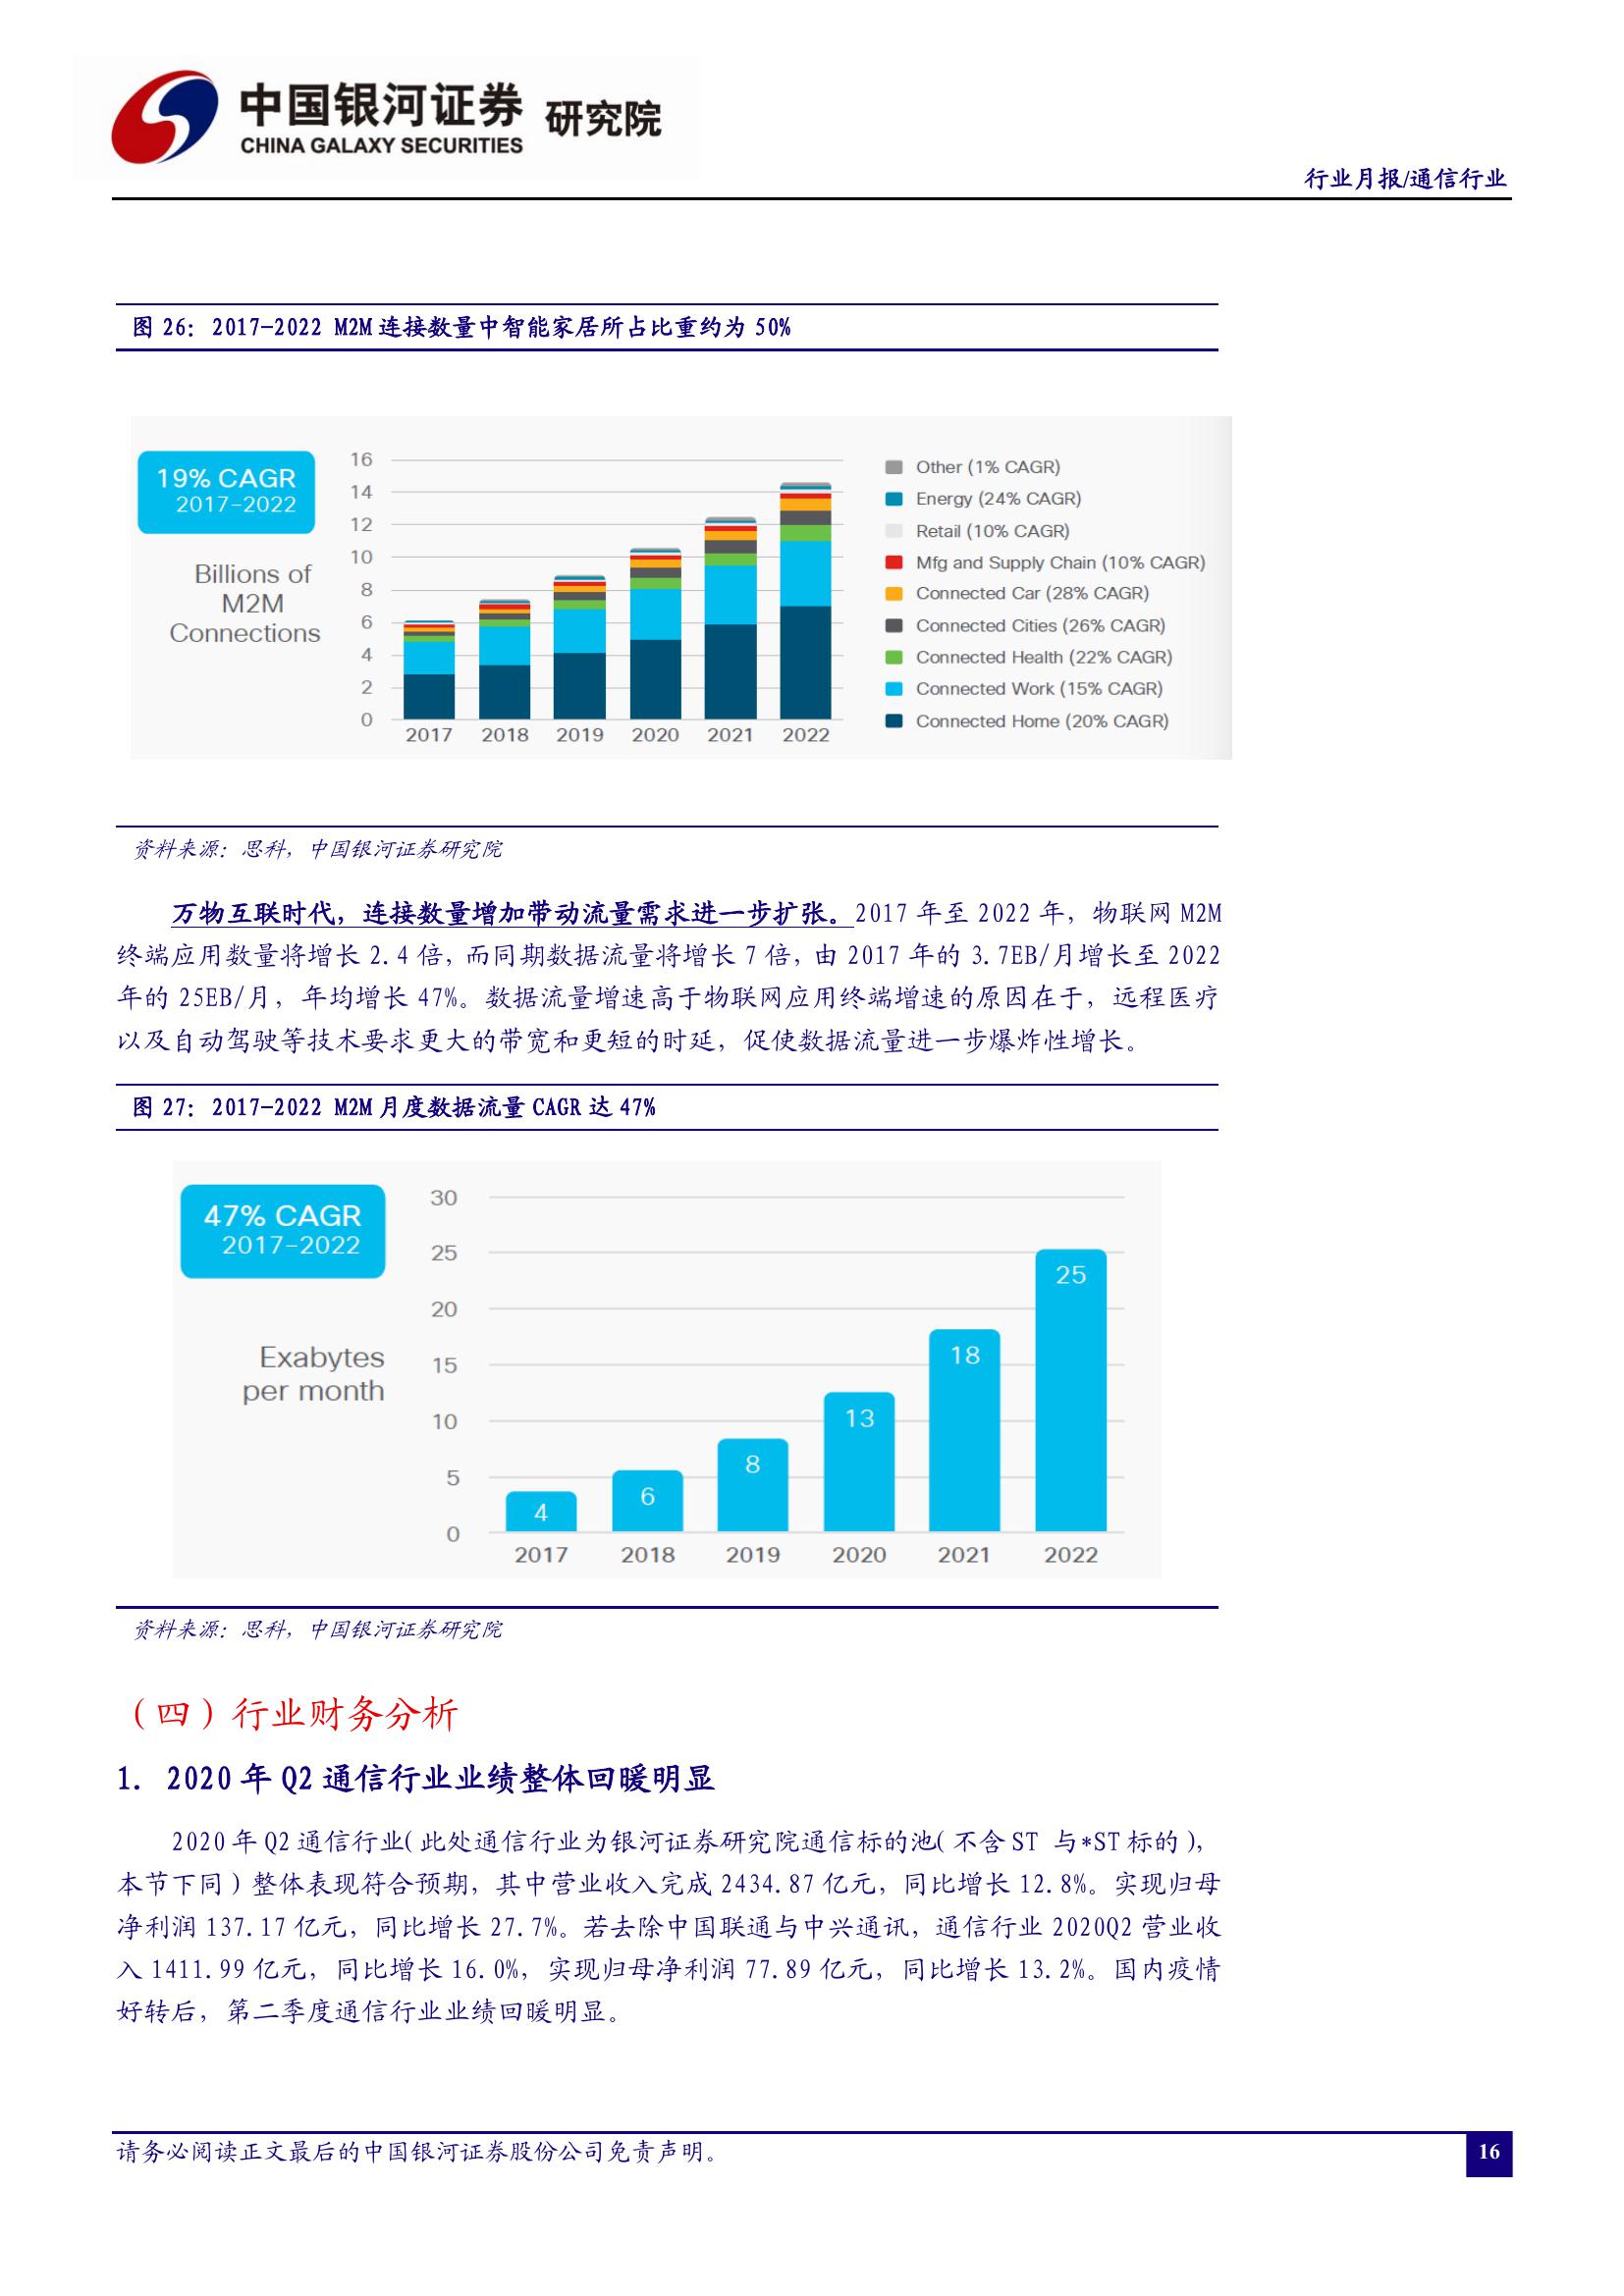 中国银河证券 研究院
CHINA GALAXY SECURITIES
行业月报/通信行业
图 26：2017-2022 M2M 连接数量中智能家居所占比重约为 50%
19% CAGR
2017–2022
Billions of
M2M
Connections
16
14
12
10
8
6
4
2
0
2017 2018 2019 2020 2021 2022
Other (1% CAGR)
Energy (24% CAGR)
Retail (10% CAGR)
Mfg and Supply Chain (10% CAGR)
Connected Car (28% CAGR)
Connected Cities (26% CAGR)
Connected Health (22% CAGR)
Connected Work (15% CAGR)
Connected Home (20% CAGR)
资料来源：思科，中国银河证券研究院
万物互联时代，连接数量增加带动流量需求进一步扩张。2017 年至 2022 年，物联网 M2M
终端应用数量将增长 2.4 倍，而同期数据流量将增长 7 倍，由 2017 年的 3.7EB/月增长至 2022
年的 25EB/月，年均增长 47%。数据流量增速高于物联网应用终端增速的原因在于，远程医疗
以及自动驾驶等技术要求更大的带宽和更短的时延，促使数据流量进一步爆炸性增长。
图 27：2017-2022 M2M 月度数据流量 CAGR 达 47%
47% CAGR
2017–2022
Exabytes
per month
30
25
20
15
10
5
0
4
6
8
13
18
25
2017 2018 2019 2020 2021 2022
资料来源：思科，中国银河证券研究院
（四）行业财务分析
1. 2020 年 Q2 通信行业业绩整体回暖明显
2020 年 Q2 通信行业（此处通信行业为银河证券研究院通信标的池（不含 ST 与*ST 标的），
本节下同）整体表现符合预期，其中营业收入完成 2434.87 亿元，同比增长 12.8%。实现归母
净利润 137.17 亿元，同比增长 27.7%。若去除中国联通与中兴通讯，通信行业 2020Q2 营业收
入 1411.99 亿元，同比增长 16.0%，实现归母净利润 77.89 亿元，同比增长 13.2%。国内疫情
好转后，第二季度通信行业业绩回暖明显。
请务必阅读正文最后的中国银河证券股份公司免责声明。
16